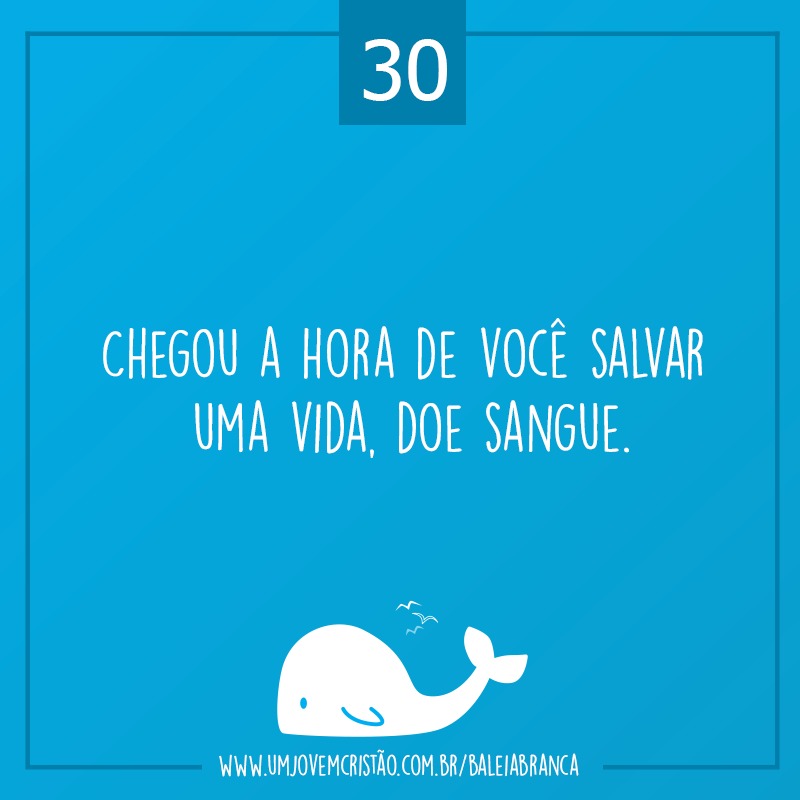 30
CHEGOU A HORA DE VOCÊ SALVAR
UMA VIDA, DOE SANGUE.
WWW.UMJOVEMCRISTÃO.COM.BR/BALEIABRANCA